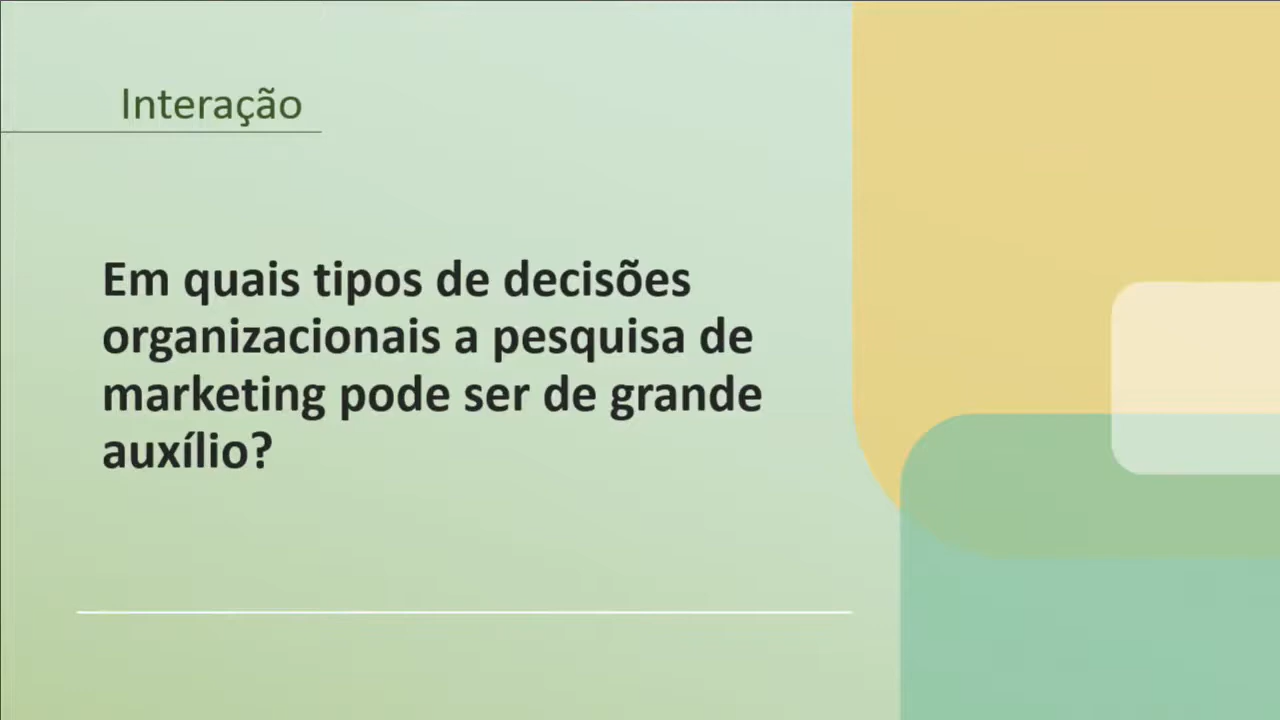 Interação
Em quais tipos de decisões
organizacionais a pesquisa de
marketing pode ser de grande
auxílio?